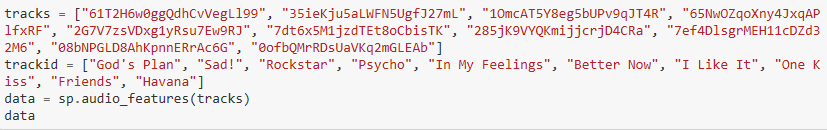 tracks = ["61T2H6w0ggQdhCvVegLl99", "35ieKju5aLWFN5UgfJ27mL", "1OmcAT5Y8eg5bUPv9qJT4R", "65NwOZqoXny4JxqAP
lfxRF", "2G7V7zsVDxg1yRsu7Ew9RJ", "7dt6x5M1jzdTEt8oCbisTK", "285jK9VYQKmijjcrjD4CRa", "7ef4DlsgrMEH11cDZd3
2M6", "08bNPGLD8AhKpnnERrAc6G", "0ofbQMrRDsUaVKq2mGLEAb"]
trackid = ["God's Plan", "Sad!", "Rockstar", "Psycho", "In My Feelings", "Better Now", "I Like It", "One K
iss", "Friends", "Havana"]
data = sp.audio_features(tracks)
data